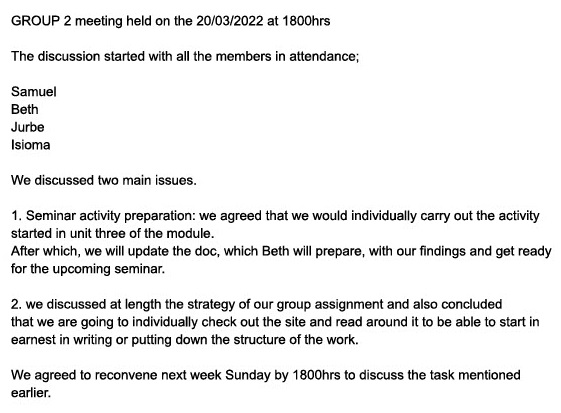 GROUP 2 meeting held on the 20/03/2022 at 1800hrs
The discussion started with all the members in attendance;
Samuel
Beth
Jurbe
Isioma
We discussed two main issues.
1. Seminar activity preparation: we agreed that we would individually carry out the activity
started in unit three of the module.
After which, we will update the doc, which Beth will prepare, with our findings and get ready
for the upcoming seminar.
2. we discussed at length the strategy of our group assignment and also concluded
that we are going to individually check out the site and read around it to be able to start in
earnest in writing or putting down the structure of the work.
We agreed to reconvene next week Sunday by 1800hrs to discuss the task mentioned
earlier.